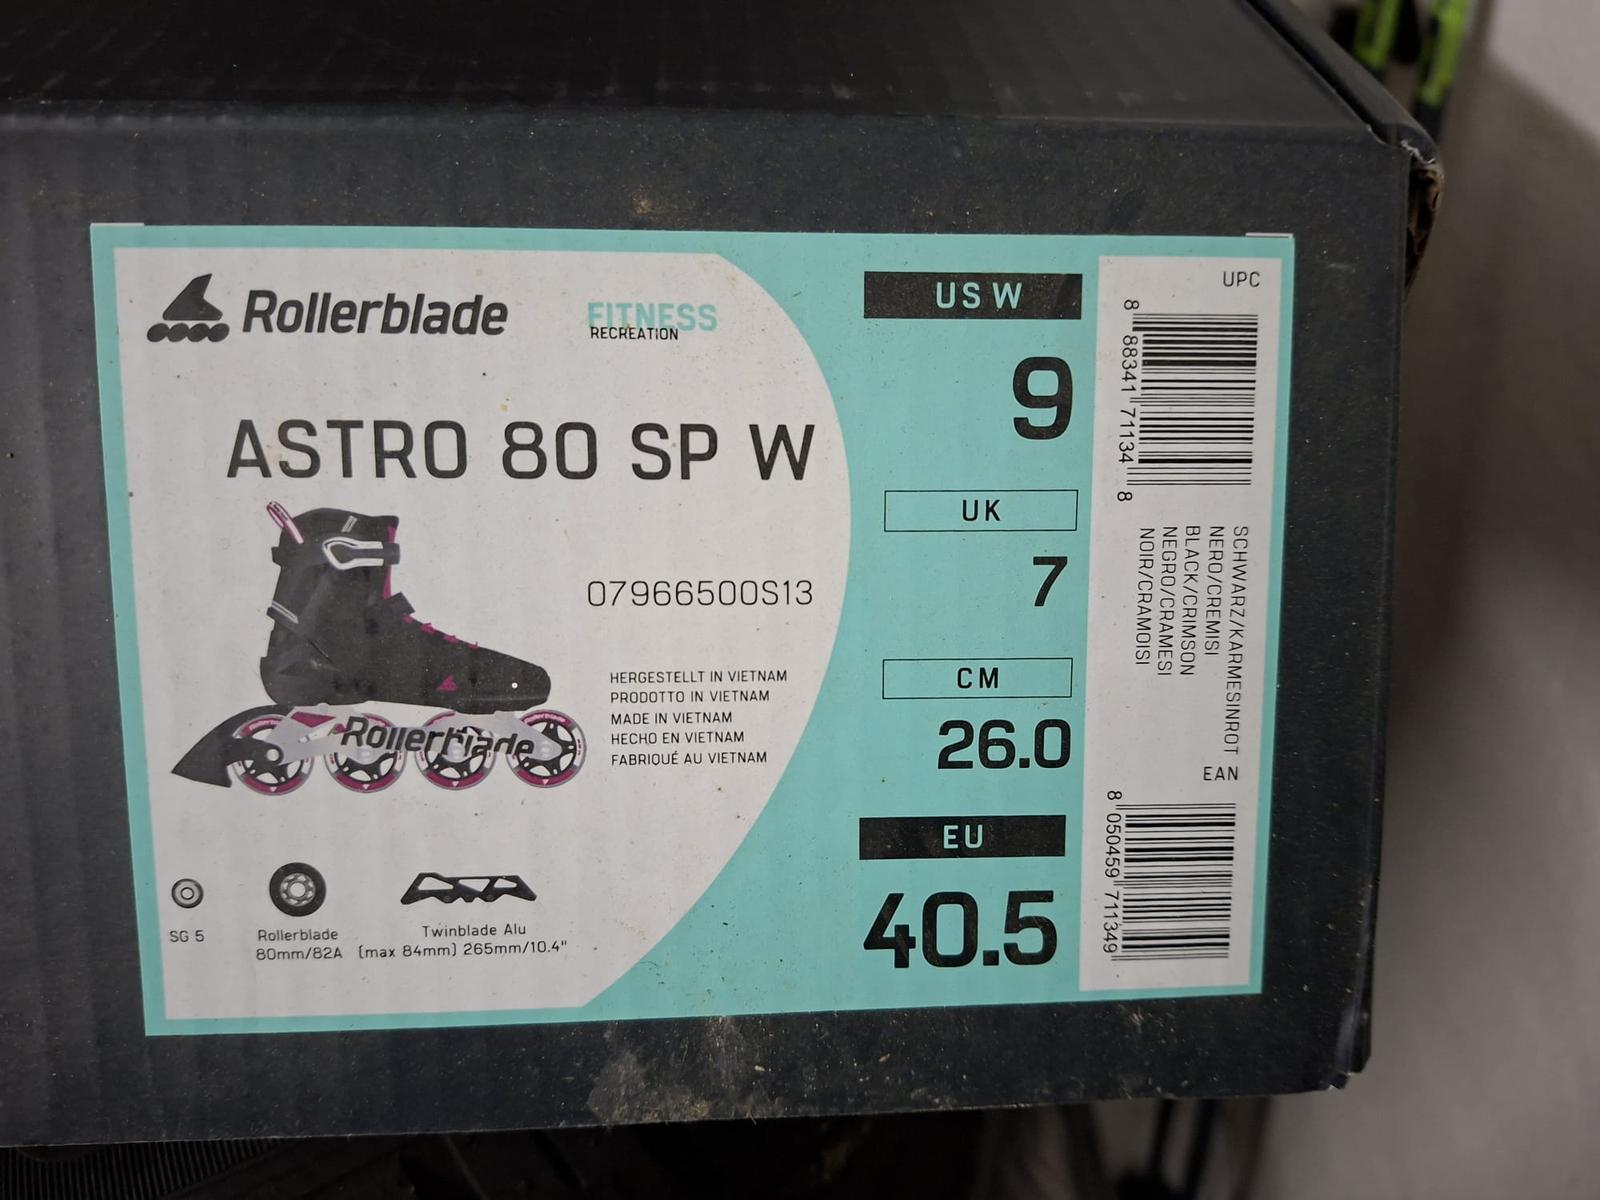 Rollerblade
FITNESS
RECREATION
ASTRO 80 SP W
07966500S13
HERGESTELLT IN VIETNAM
PRODOTTO IN VIETNAM
MADE IN VIETNAM
HECHO EN VIETNAM
FABRIQUÉ AU VIETNAM
Rollerblade
SG 5
Rollerblade
80mm/82A
Twinblade Alu
(max 84mm) 265mm/10.4"
US W
9
UK
7
CM
26.0
EU
40.5
UPC
8 88341 71134 8
SCHWARZ/KARMESINROT
NERO/CREMISI
BLACK/CRIMSON
NEGRO/CRAMESI
NOIR/CRAMOISI
EAN
8 050459 711349